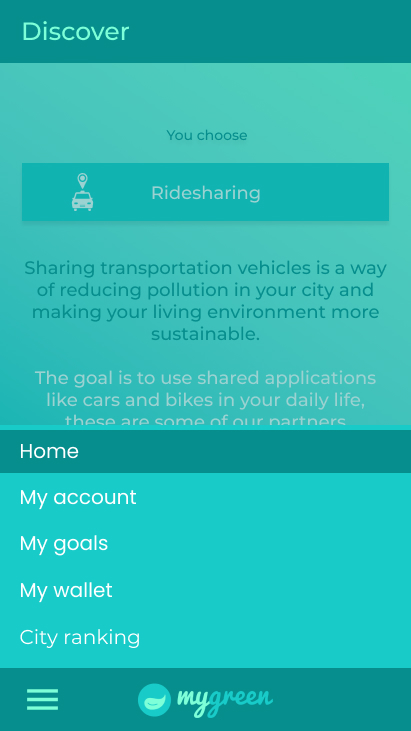 Discover
You choose
Ridesharing
Sharing transportation vehicles is a way
of reducing pollution in your city and
making your living environment more
sustainable.
The goal is to use shared applications
like cars and bikes in your daily life,
these are some of our partners
Home
My account
My goals
My wallet
City ranking
mygreen